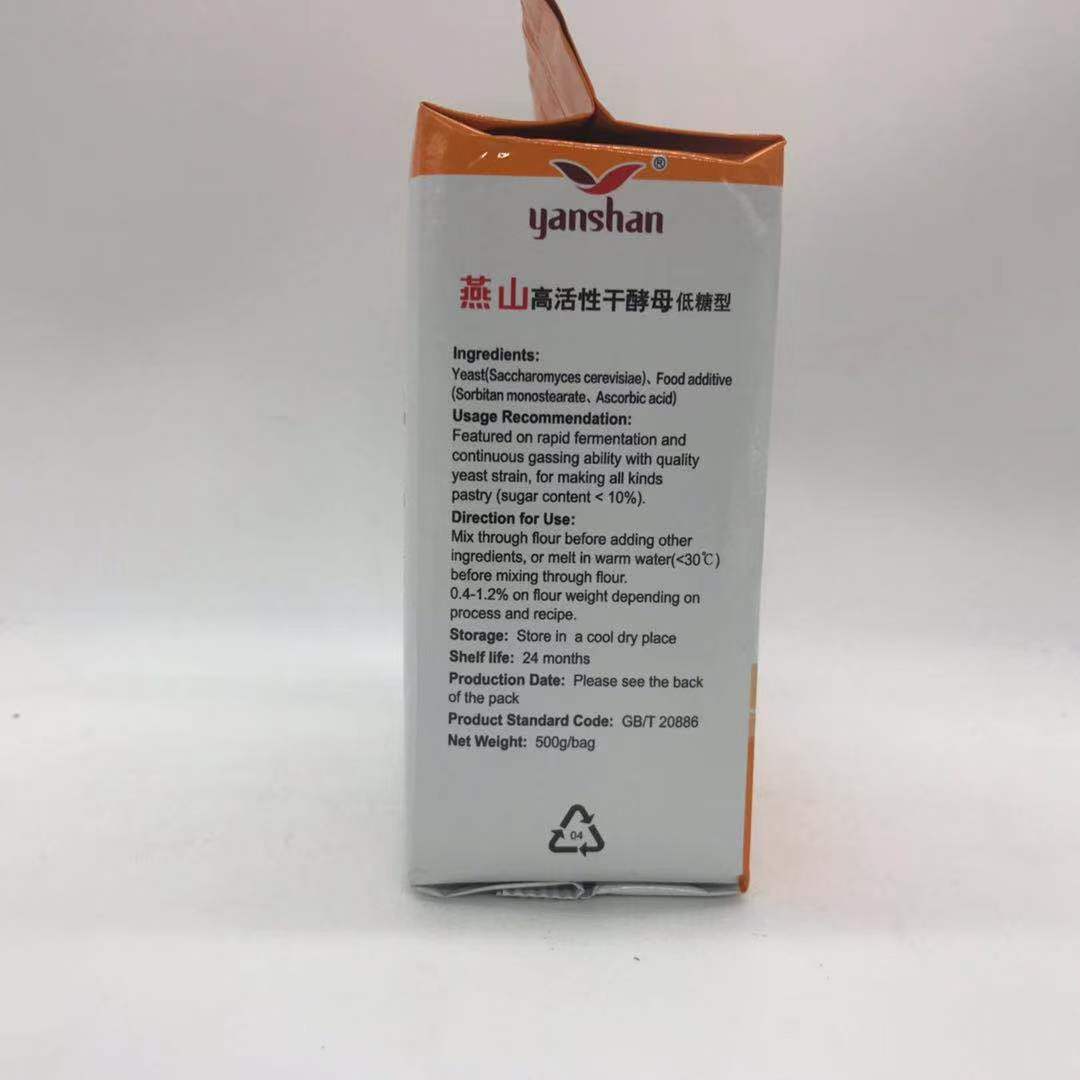 ®
yanshan
燕山高活性干酵母低糖型
Ingredients:
Yeast(Saccharomyces cerevisiae)、Food additive
(Sorbitan monostearate、Ascorbic acid)
Usage Recommendation:
Featured on rapid fermentation and
continuous gassing ability with quality
yeast strain, for making all kinds
pastry (sugar content < 10%).
Direction for Use:
Mix through flour before adding other
ingredients, or melt in warm water(<30℃)
before mixing through flour.
0.4-1.2% on flour weight depending on
process and recipe.
Storage: Store in a cool dry place
Shelf life: 24 months
Production Date: Please see the back
of the pack
Product Standard Code: GB/T 20886
Net Weight: 500g/bag
04